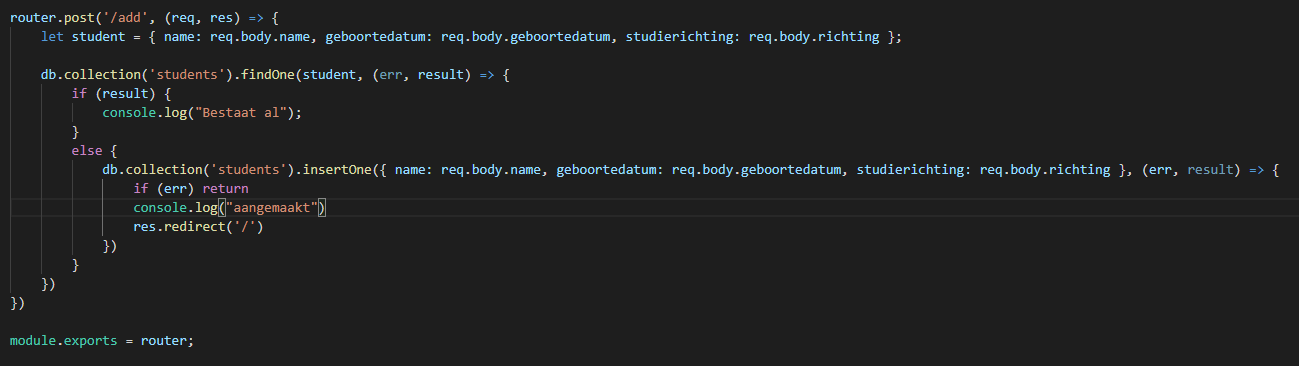 router.post('/add', (req, res) => {
    let student = { name: req.body.name, geboortedatum: req.body.geboortedatum, studierichting: req.body.richting };

    db.collection('students').findOne(student, (err, result) => {
        if (result) {
            console.log("Bestaat al");
        }
        else {
            db.collection('students').insertOne({ name: req.body.name, geboortedatum: req.body.geboortedatum, studierichting: req.body.richting }, (err, result) => {
                if (err) return
                console.log("aangemaakt")
                res.redirect('/')
            })
        }
    })
})

module.exports = router;